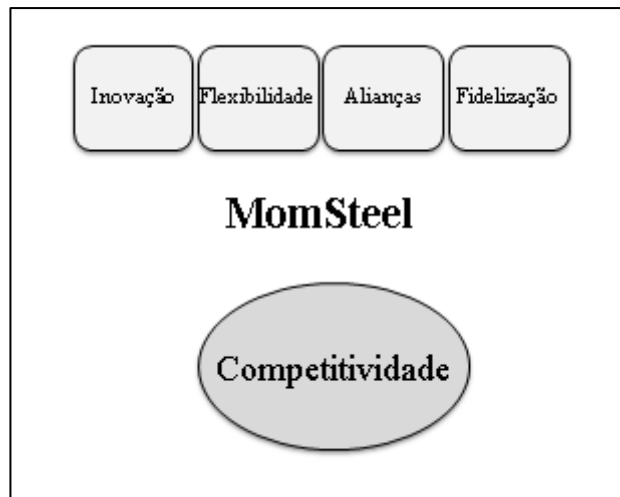 Inovação Flexibilidade Alianças Fidelização
MomSteel
Competitividade